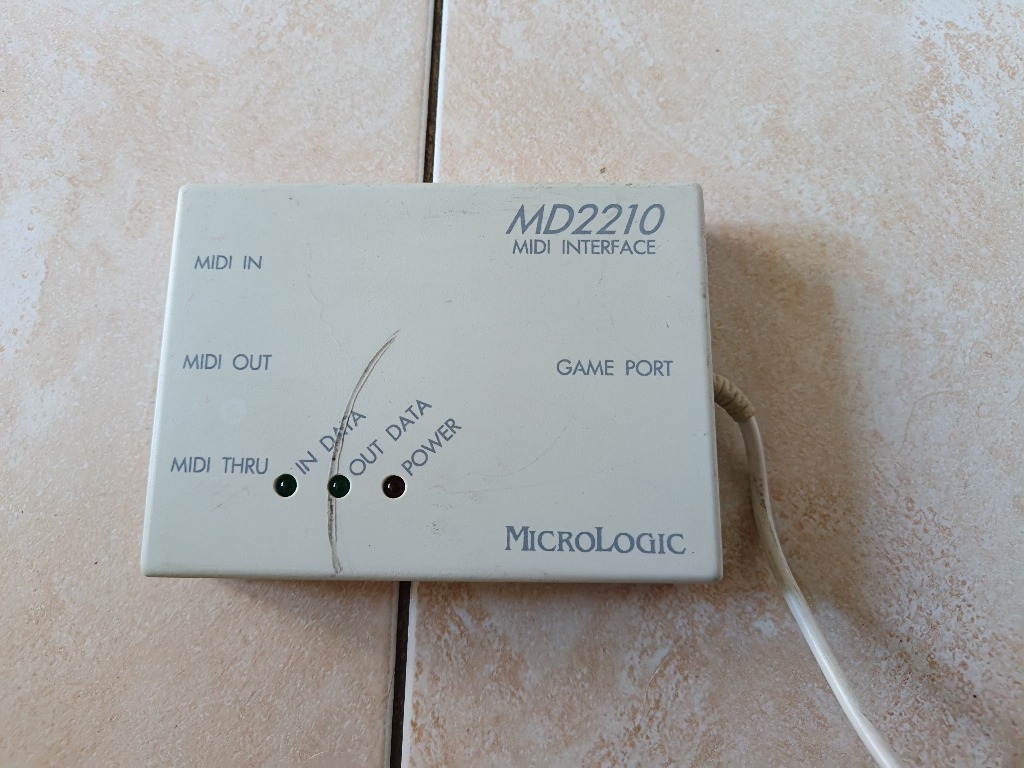 MD2210
MIDI INTERFACE
MIDI IN
MIDI OUT
GAME PORT
MIDI THRU
IN DATA
OUT DATA
POWER
MICROLOGIC